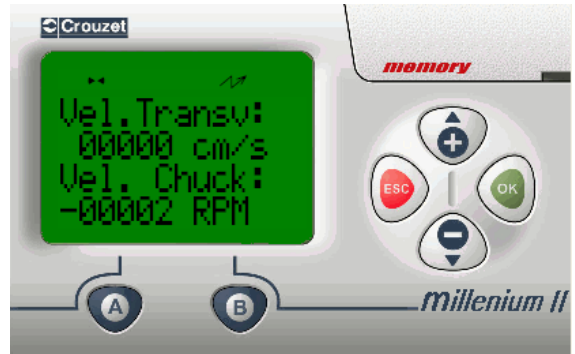 Crouzet
memory
Vel.Transv:
00000 cm/s
Vel. Chuck:
-00002 RPM
+
ESC
OK
-
A
B
millenium II